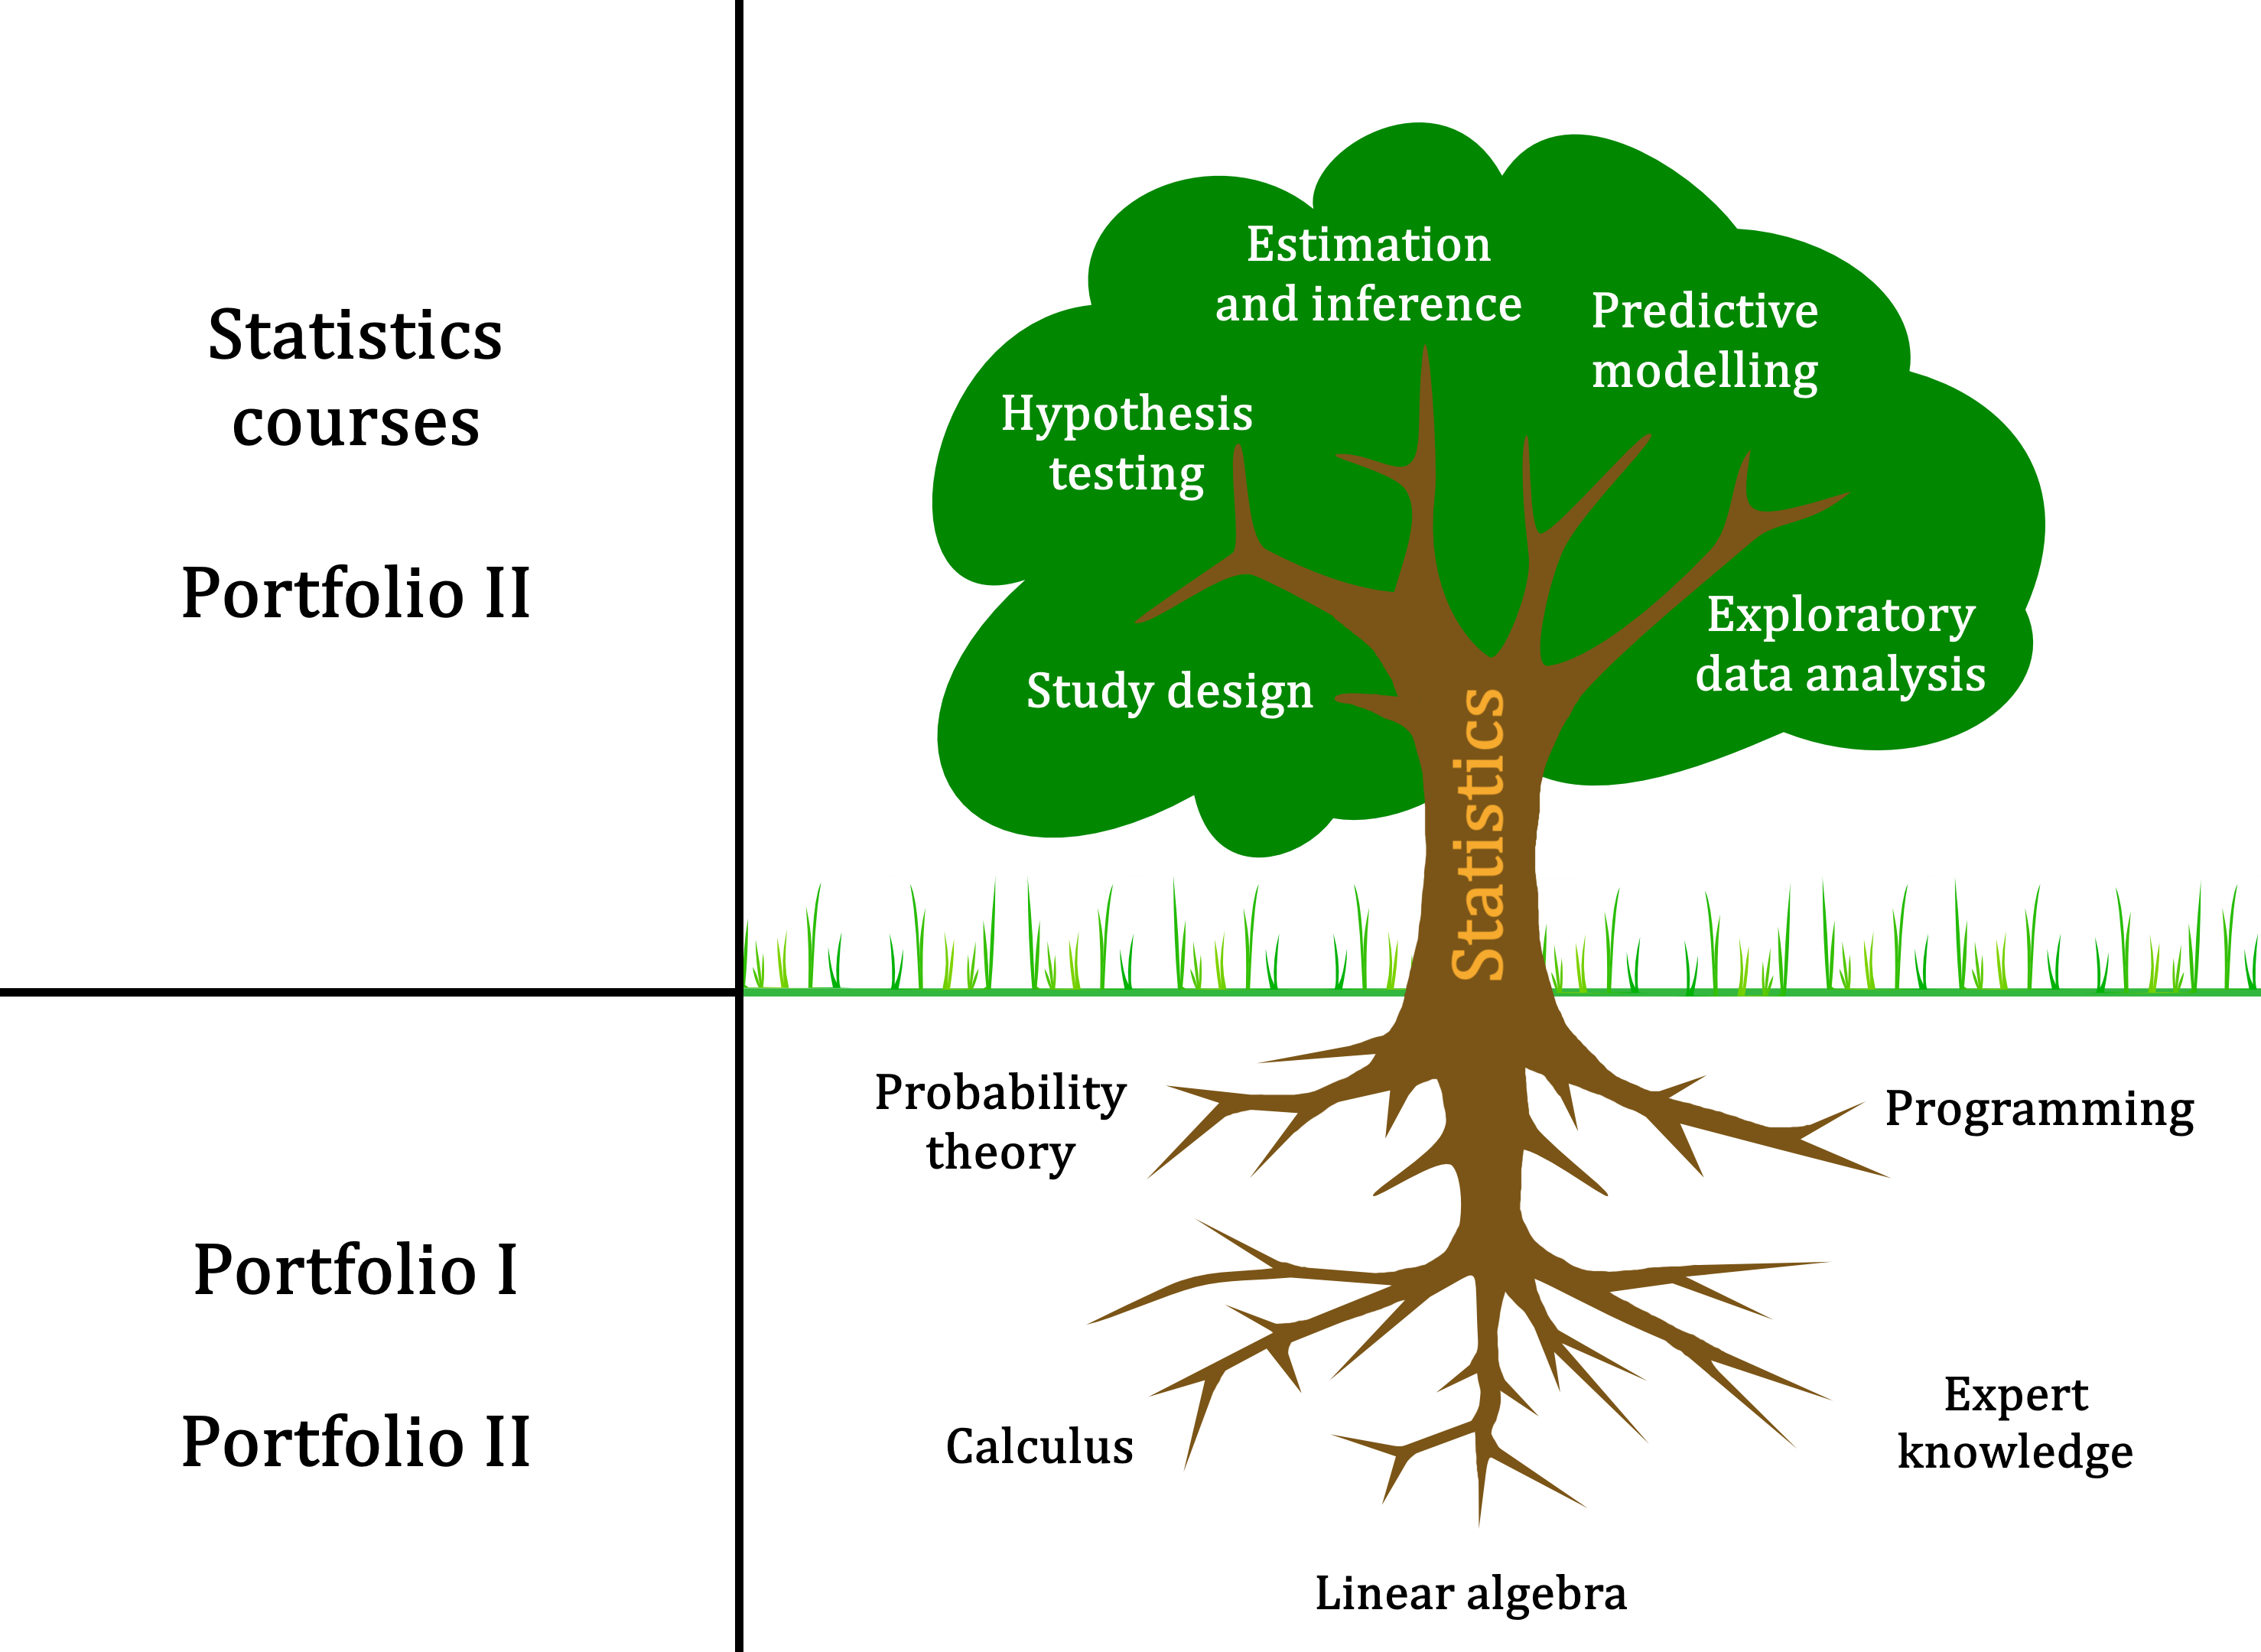 Statistics
courses
Portfolio II
Estimation
and inference
Predictive
modelling
Hypothesis
testing
Study design
Exploratory
data analysis
Statistics
Portfolio I
Portfolio II
Probability
theory
Programming
Calculus
Expert
knowledge
Linear algebra